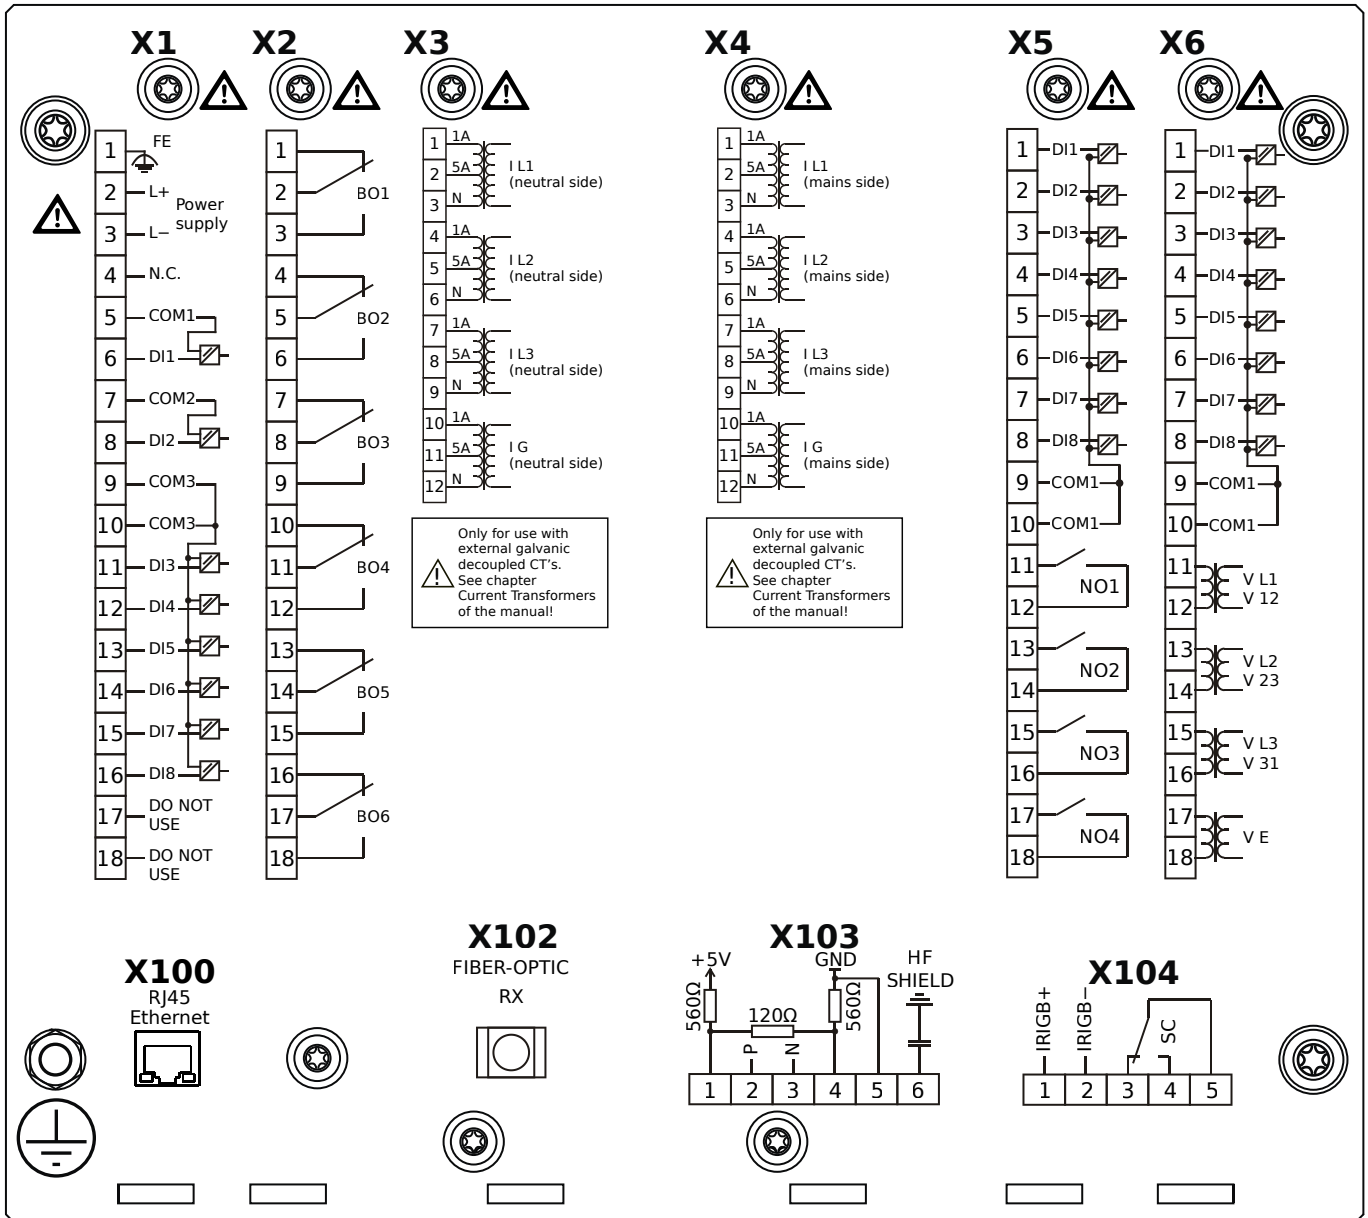 X1
X2
X3
X4
X5
X6
1 FE
2 L+ Power
supply
3 L−
4 N.C.
5 COM1
6 DI1
7 COM2
8 DI2
9 COM3
10 COM3
11 DI3
12 DI4
13 DI5
14 DI6
15 DI7
16 DI8
17 DO NOT
USE
18 DO NOT
USE
1
2 BO1
3
4
5 BO2
6
7
8 BO3
9
10
11 BO4
12
13
14 BO5
15
16
17 BO6
18
1 1A
2 5A I L1
(neutral side)
3 N
4 1A
5 5A I L2
(neutral side)
6 N
7 1A
8 5A I L3
(neutral side)
9 N
10 1A
11 5A I G
(neutral side)
12 N
Only for use with
external galvanic
decoupled CT's.
See chapter
Current Transformers
of the manual!
1 1A
2 5A I L1
(mains side)
3 N
4 1A
5 5A I L2
(mains side)
6 N
7 1A
8 5A I L3
(mains side)
9 N
10 1A
11 5A I G
(mains side)
12 N
Only for use with
external galvanic
decoupled CT's.
See chapter
Current Transformers
of the manual!
1 DI1
2 DI2
3 DI3
4 DI4
5 DI5
6 DI6
7 DI7
8 DI8
9 COM1
10 COM1
11
12 NO1
13
14 NO2
15
16 NO3
17
18 NO4
1 DI1
2 DI2
3 DI3
4 DI4
5 DI5
6 DI6
7 DI7
8 DI8
9 COM1
10 COM1
11 V L1
12 V 12
13 V L2
14 V 23
15 V L3
16 V 31
17 V E
18
X100
RJ45
Ethernet
X102
FIBER-OPTIC
RX
X103
+5V GND HF
SHIELD
560Ω 120Ω 560Ω
P N
1 2 3 4 5 6
X104
IRIGB+ IRIGB− SC
1 2 3 4 5